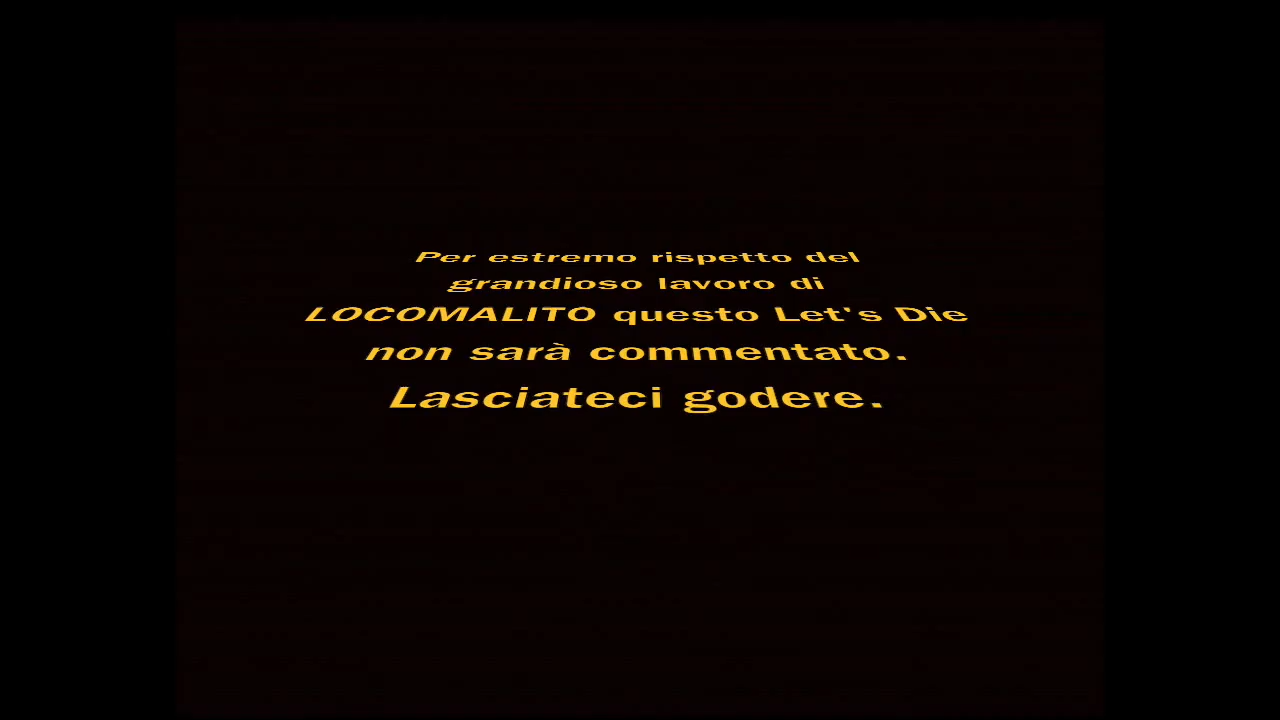 Per estremo rispetto del
grandioso lavoro di
LOCOMALITO questo Let's Die
non sarà commentato.
Lasciateci godere.